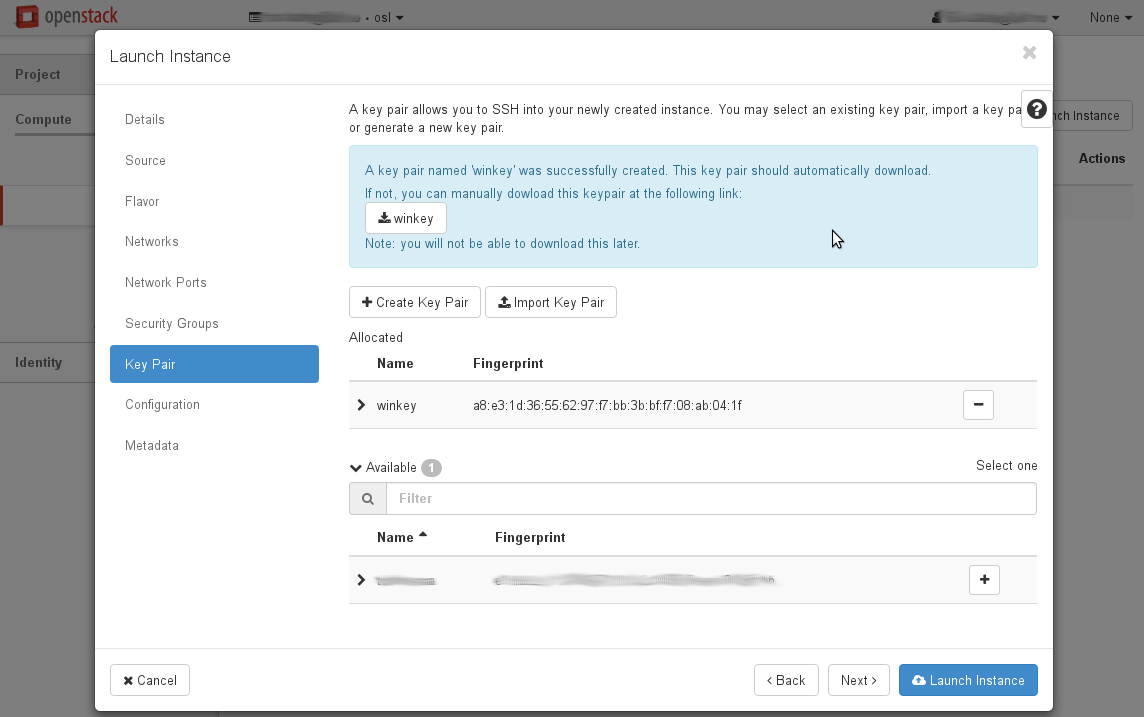 openstack
• osl
None
Launch Instance
Project
Compute
Identity
nch Instance
Actions
Details
Source
Flavor
Networks
Network Ports
Security Groups
Key Pair
Configuration
Metadata
A key pair allows you to SSH into your newly created instance. You may select an existing key pair, import a key pa
or generate a new key pair.
A key pair named 'winkey' was successfully created. This key pair should automatically download.
If not, you can manually dowload this keypair at the following link:
winkey
Note: you will not be able to download this later.
Create Key Pair Import Key Pair
Allocated
Name Fingerprint
winkey a8:e3:1d:36:55:62:97:f7:bb:3b:bf:f7:08:ab:04:1f
Available 1 Select one
Filter
Name Fingerprint
Cancel < Back Next > Launch Instance